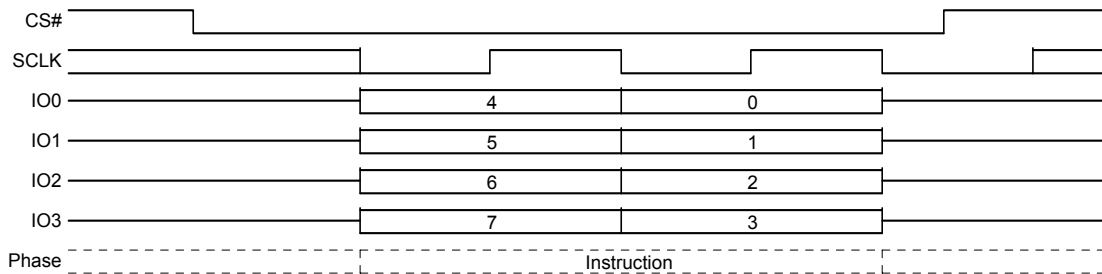 CS#
SCLK
IO0 4 0
IO1 5 1
IO2 6 2
IO3 7 3
Phase Instruction